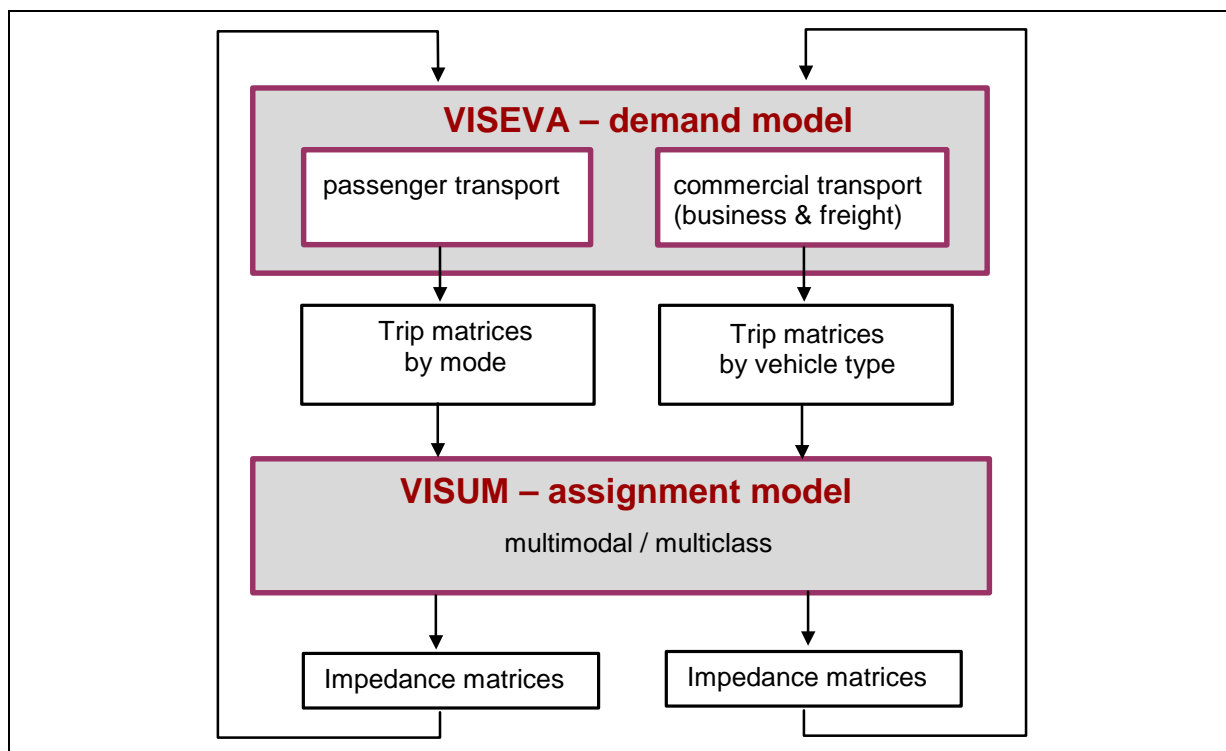 VISEVA – demand model
passenger transport
commercial transport
(business & freight)
Trip matrices
by mode
Trip matrices
by vehicle type
VISUM – assignment model
multimodal / multiclass
Impedance matrices
Impedance matrices